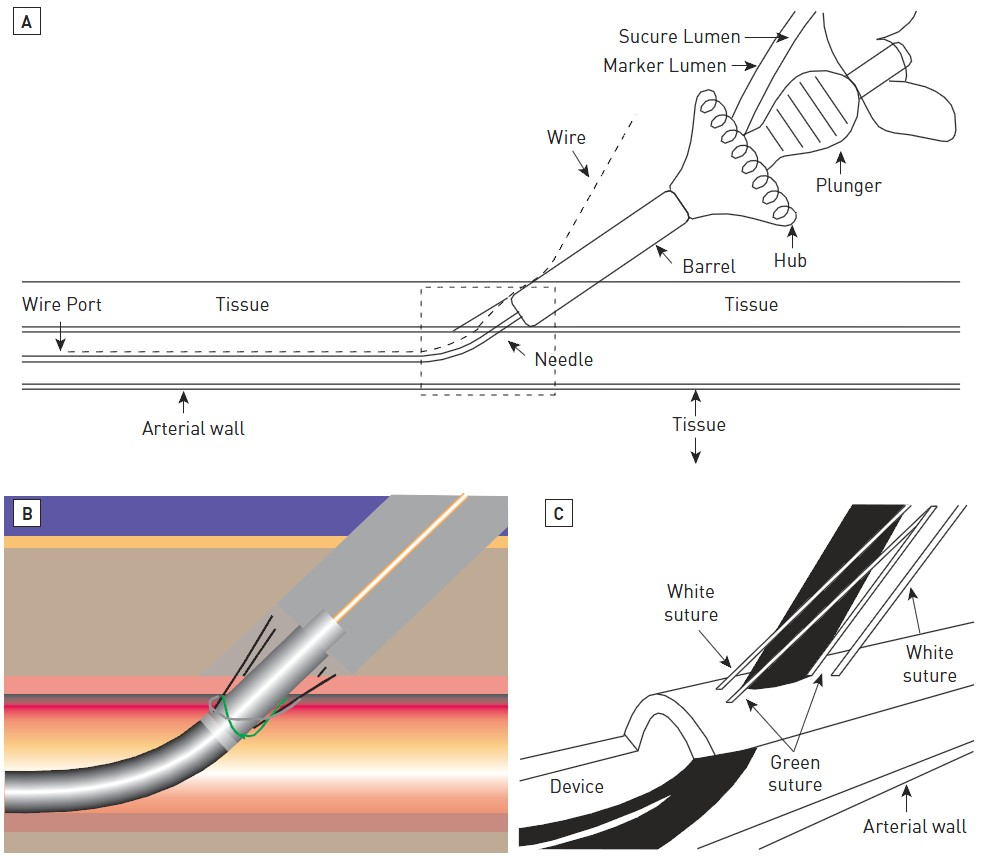 A
Sucure Lumen
Marker Lumen
Wire
Plunger
Hub
Barrel
Wire Port
Tissue
Tissue
Needle
Arterial wall
Tissue
B
C
White
suture
White
suture
Green
suture
Device
Arterial wall